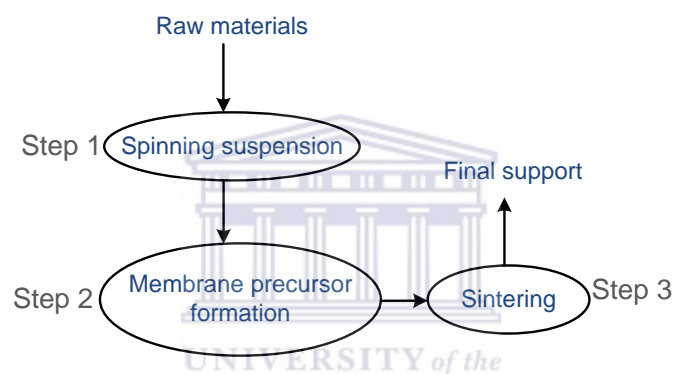 Raw materials
Step 1
Spinning suspension
Final support
Step 2
Membrane precursor
formation
Sintering
Step 3
UNIVERSITY of the